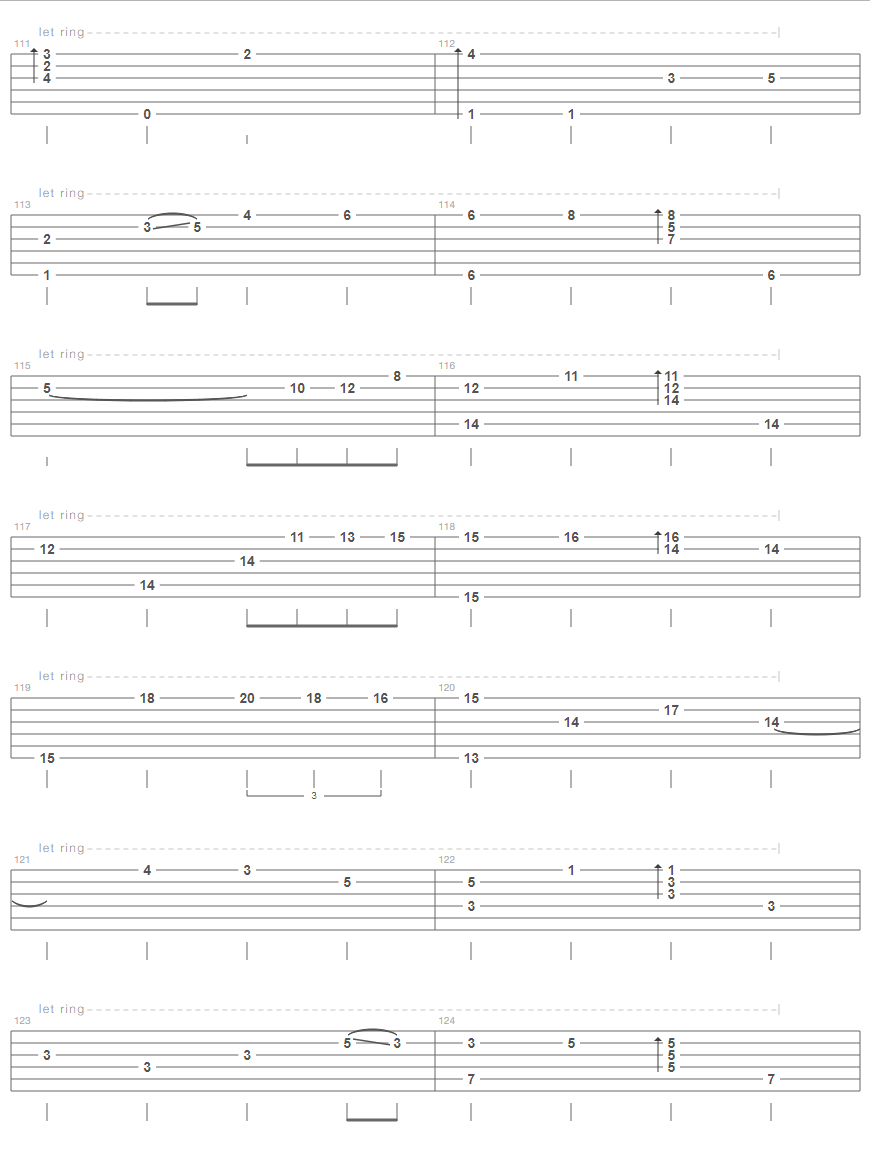 let ring
111 3 2 112 4
2
4 3 5
0 1 1
let ring
113 4 6 114 6 8 8
3 5 5
2 7
1 6 6
let ring
115 8 116 11 11
5 10 12 12 12
14
14 14
let ring
117 11 13 15 118 15 16 16
12 14 14
14
14
15
let ring
119 18 20 18 16 120 15
17
14 14
15 13
3
let ring
121 4 3 122 1 1
5 5 3
3
3 3
let ring
123 124
5 3 3 5 5
3 3 5
3 5
7 7